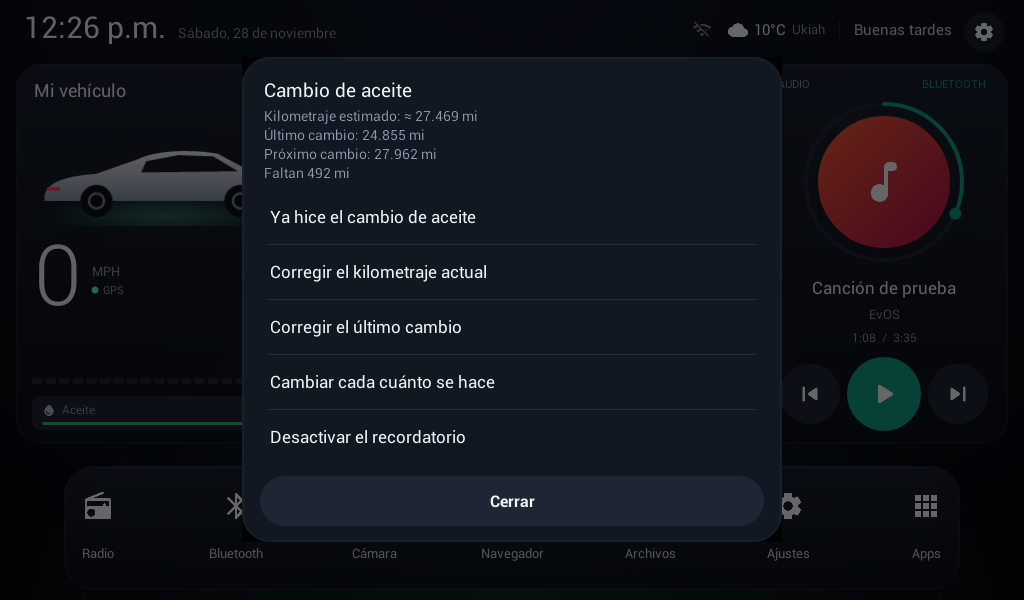 12:26 p.m.
Sábado, 28 de noviembre
10°C Ukiah
Buenas tardes
Mi vehículo
0
MPH
GPS
Aceite
Cambio de aceite
Kilometraje estimado: ≈ 27.469 mi
Último cambio: 24.855 mi
Próximo cambio: 27.962 mi
Faltan 492 mi
Ya hice el cambio de aceite
Corregir el kilometraje actual
Corregir el último cambio
Cambiar cada cuánto se hace
Desactivar el recordatorio
Cerrar
BLUETOOTH
Canción de prueba
EvOS
1:08 / 3:35
Radio
Bluetooth
Cámara
Navegador
Archivos
Ajustes
Apps